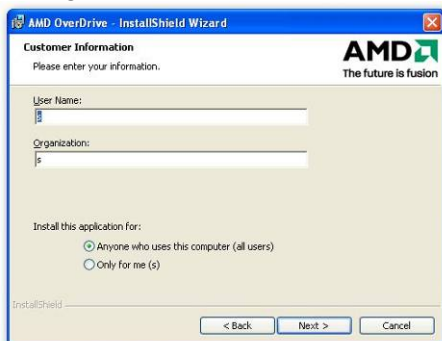 AMD OverDrive - InstallShield Wizard
Customer Information
Please enter your information.
AMD
The future is fusion
User Name:
s
Organization:
s
Install this application for:
Anyone who uses this computer (all users)
Only for me (s)
InstallShield
< Back
Next >
Cancel